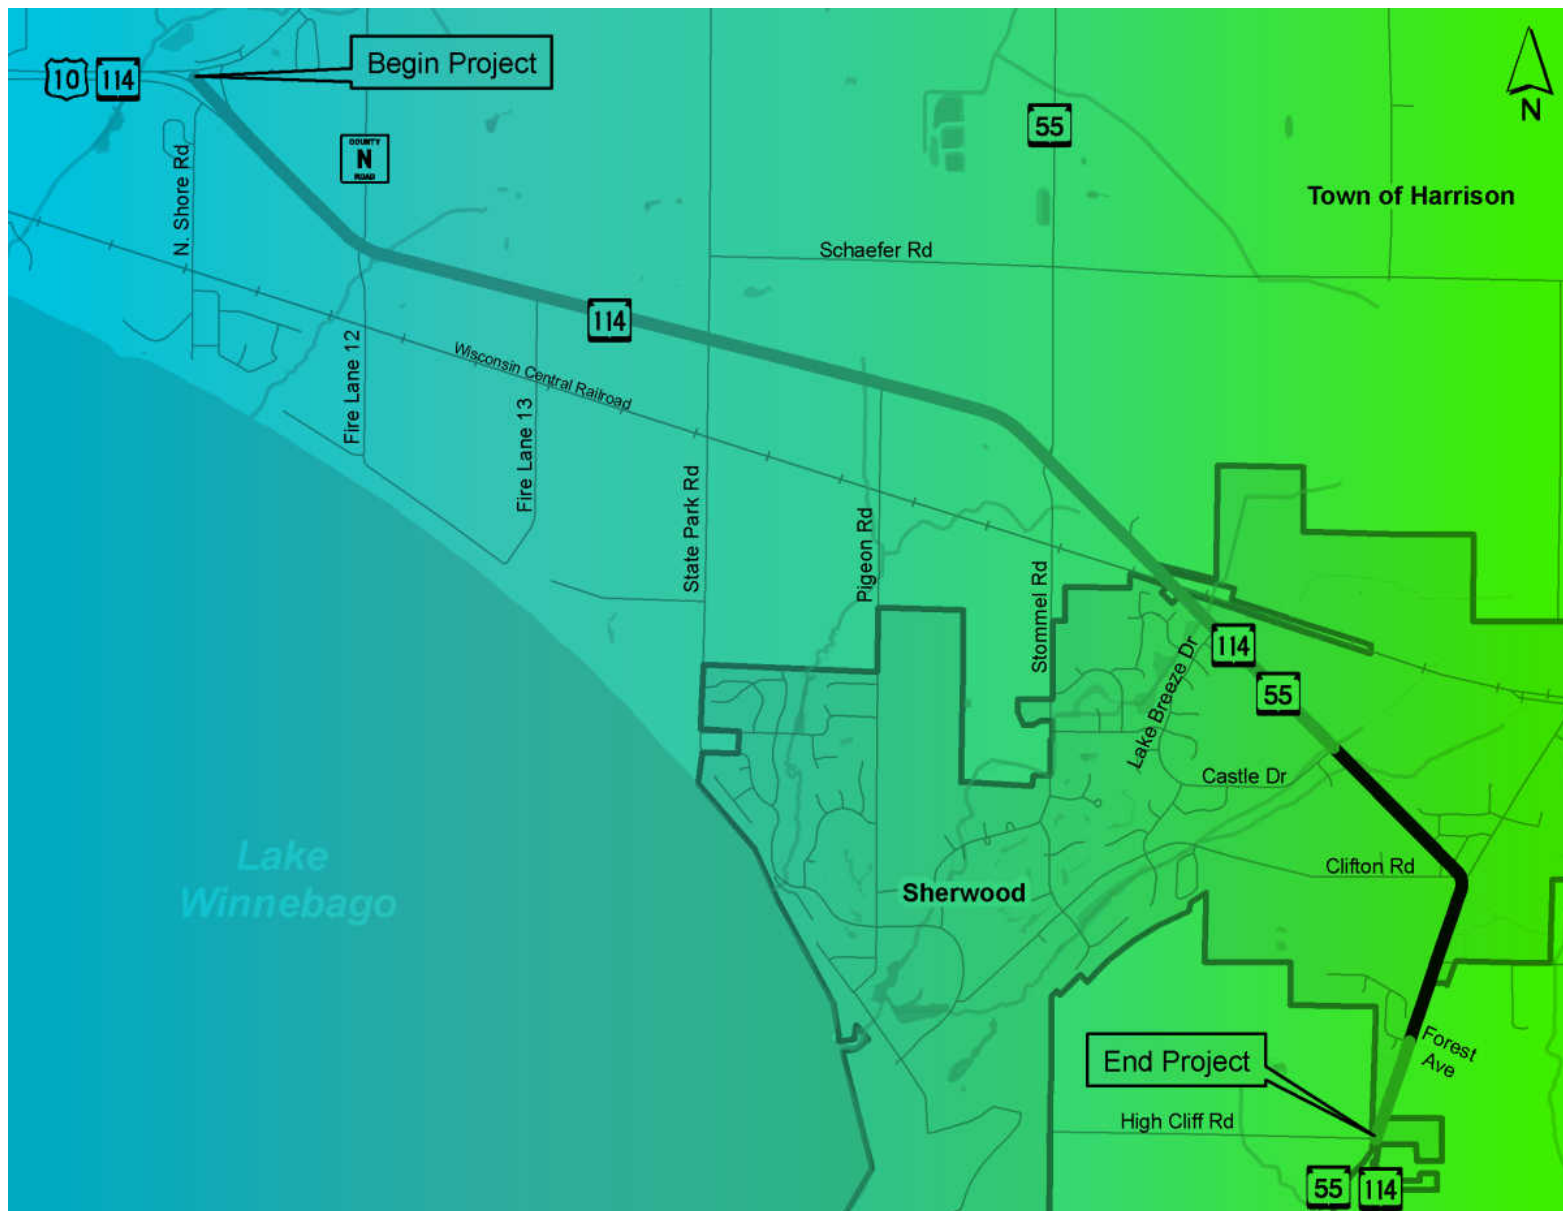 Begin Project
10
114
55
COUNTY
N
ROAD
N
Town of Harrison
N. Shore Rd
Schaefer Rd
114
Fire Lane 12
Wisconsin Central Railroad
Fire Lane 13
State Park Rd
Pigeon Rd
Stommel Rd
Lake Breeze Dr
114
55
Castle Dr
Lake
Winnebago
Clifton Rd
Sherwood
Forest
Ave
End Project
High Cliff Rd
55
114